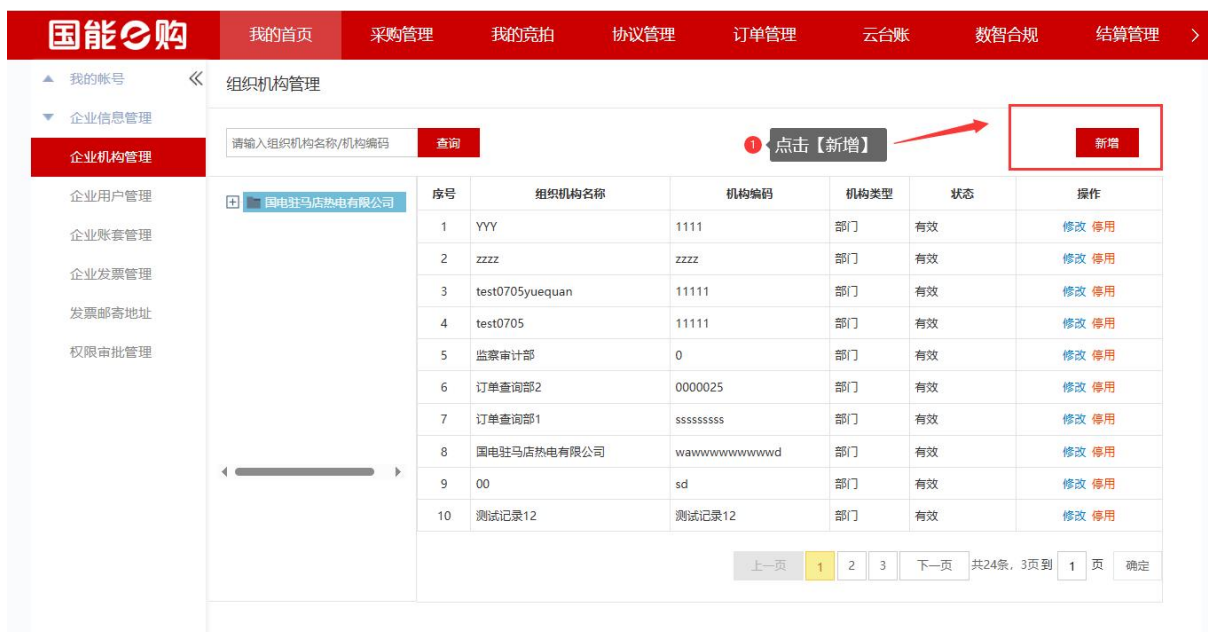 国能e购 我的首页 采购管理 我的竞拍 协议管理 订单管理 云台账 数智合规 结算管理
我的帐号
企业信息管理
企业机构管理
企业用户管理
企业账套管理
企业发票管理
发票邮寄地址
权限审批管理
组织机构管理
请输入组织机构名称/机构编码 查询 1 点击【新增】 新增
国电驻马店热电有限公司
序号 组织机构名称 机构编码 机构类型 状态 操作
1 YYY 1111 部门 有效 修改 停用
2 zzzz zzzz 部门 有效 修改 停用
3 test0705yuequan 11111 部门 有效 修改 停用
4 test0705 11111 部门 有效 修改 停用
5 监察审计部 0 部门 有效 修改 停用
6 订单查询部2 0000025 部门 有效 修改 停用
7 订单查询部1 sssssssss 部门 有效 修改 停用
8 国电驻马店热电有限公司 wawwwwwwwwwd 部门 有效 修改 停用
9 00 sd 部门 有效 修改 停用
10 测试记录12 测试记录12 部门 有效 修改 停用
上一页 1 2 3 下一页 共24条, 3页到 1 页 确定